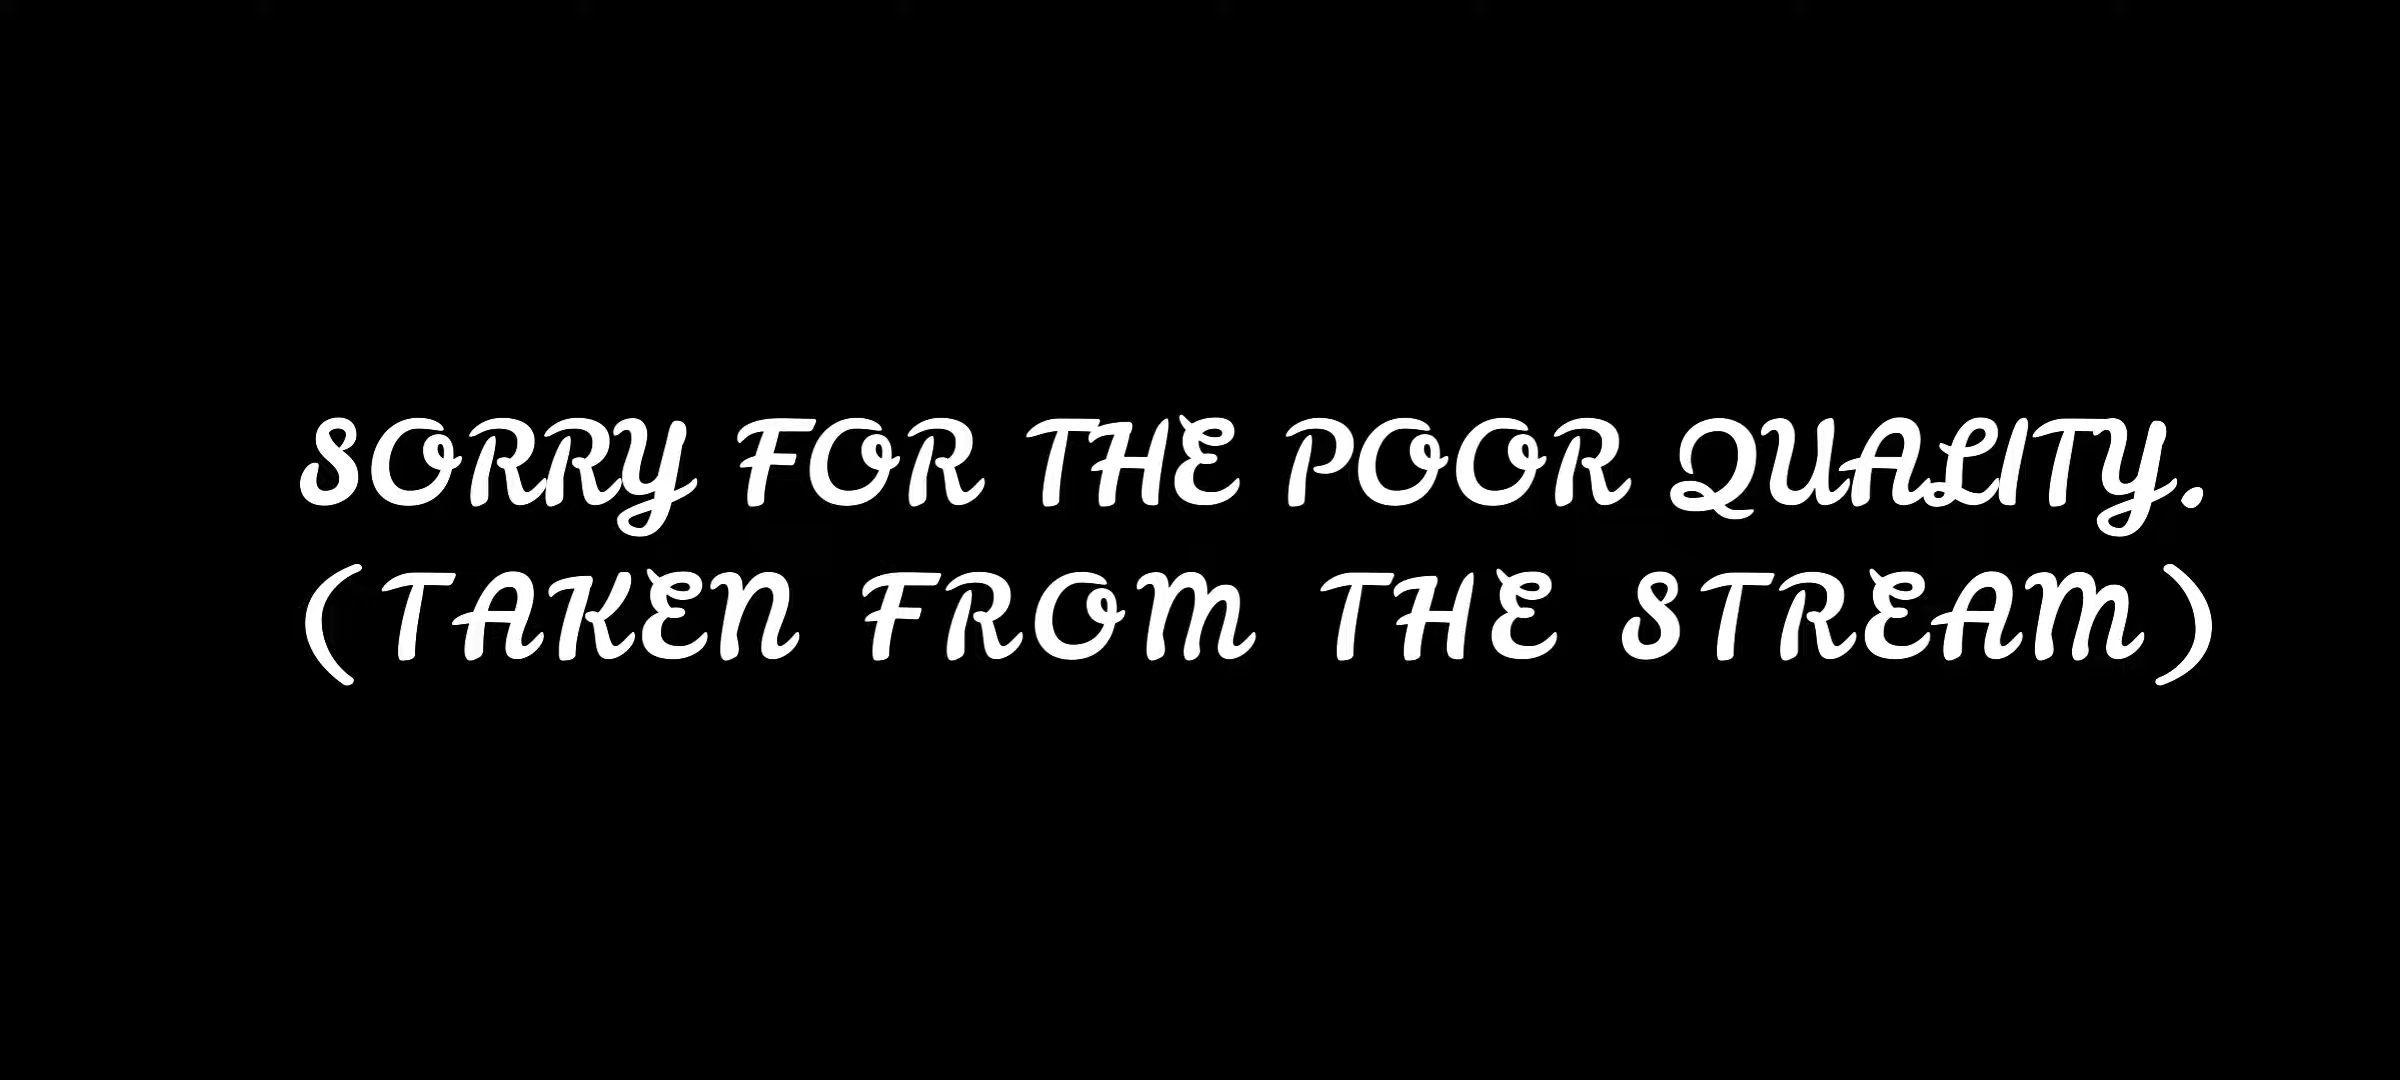 SORRY FOR THE POOR QUALITY.
(TAKEN FROM THE STREAM)